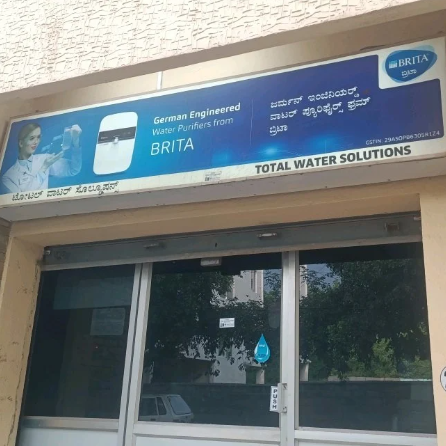 German Engineered
Water Purifiers from
BRITA
ಜರ್ಮನ್ ಇಂಜಿನಿಯರ್ಡ್
ವಾಟರ್ ಪ್ಯೂರಿಫೈರ್ಸ್ ಫ್ರಮ್
ಬ್ರಿಟಾ
BRITA
ಬ್ರಿಟಾ
TOTAL WATER SOLUTIONS
ಟೋಟಲ್ ವಾಟರ್ ಸೊಲ್ಯೂಷನ್ಸ್
PUSH